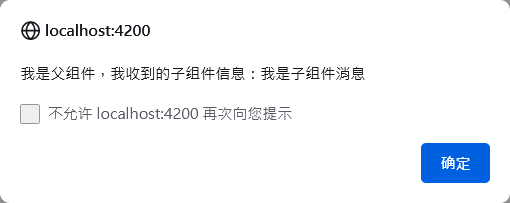 localhost:4200
我是父组件，我收到的子组件信息：我是子组件消息
不允许 localhost:4200 再次向您提示
确定